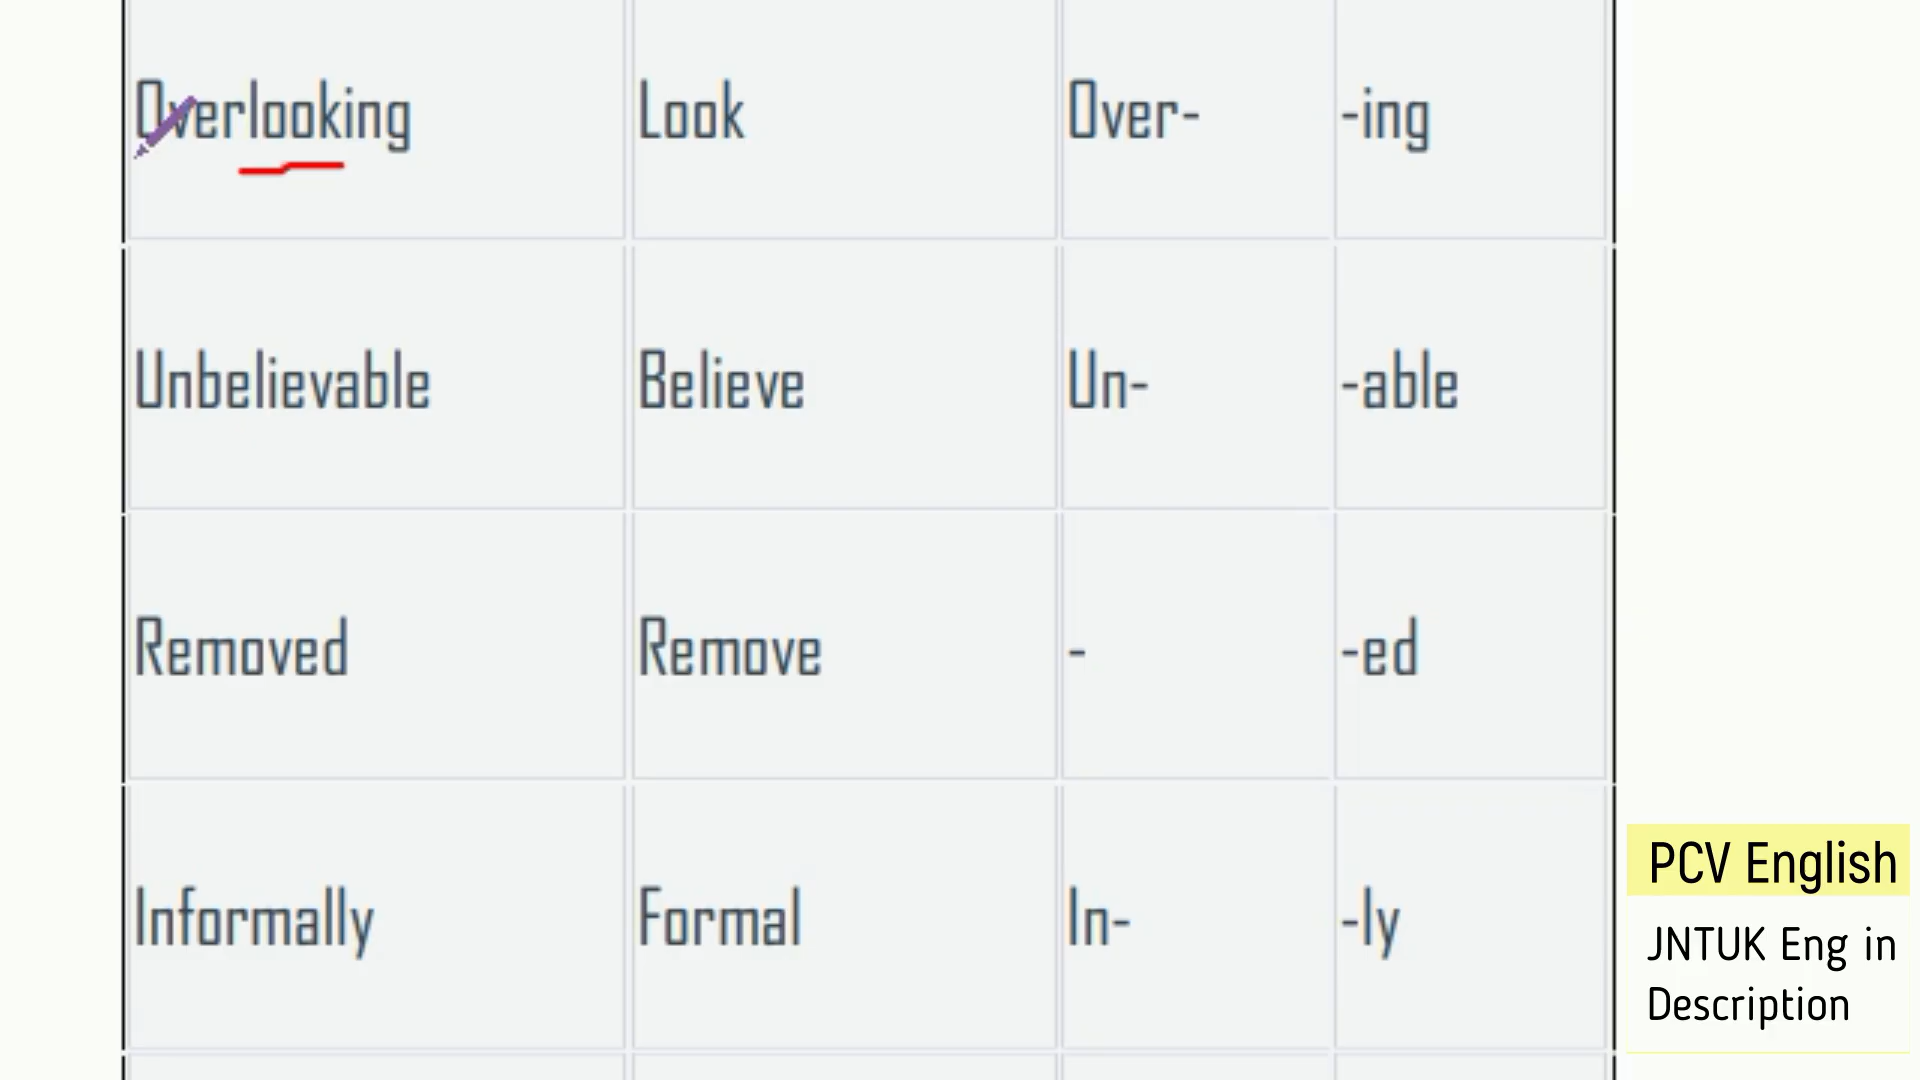 Overlooking Look Over- -ing
Unbelievable Believe Un- -able
Removed Remove - -ed
Informally Formal In- -ly
PCV English
JNTUK Eng in
Description